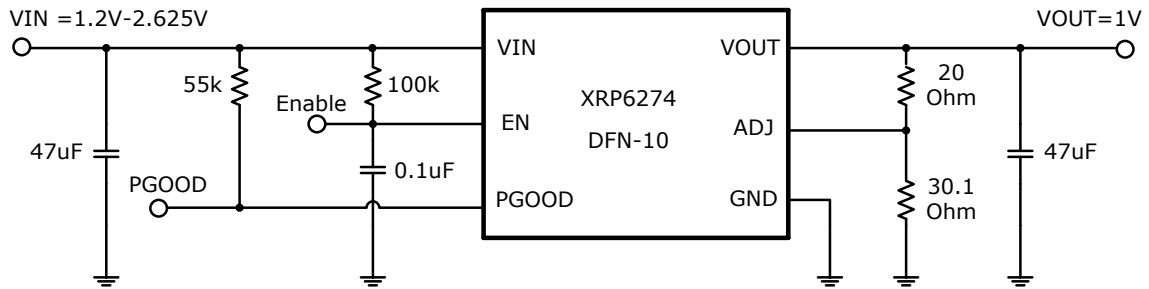 VIN =1.2V-2.625V
VOUT=1V
VIN
VOUT
55k
100k
20
Ohm
XRP6274
Enable
EN
ADJ
DFN-10
47uF
0.1uF
47uF
PGOOD
PGOOD
GND
30.1
Ohm